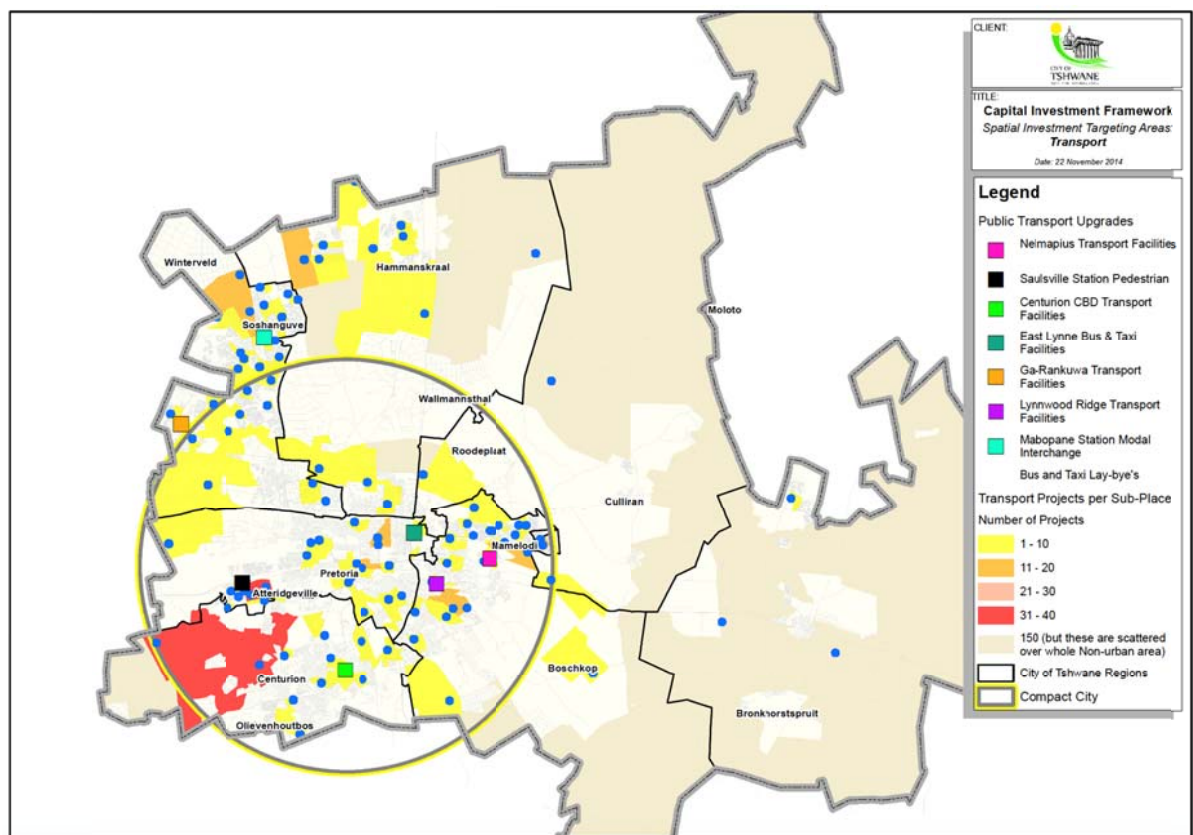 CLIENT:
CITY OF
TSHWANE
TITLE:
Capital Investment Framework
Spatial Investment Targeting Areas:
Transport
Date: 22 November 2014
Legend
Public Transport Upgrades
Neimapius Transport Facilities
Saulsville Station Pedestrian
Centurion CBD Transport
Facilities
East Lynne Bus & Taxi
Facilities
Ga-Rankuwa Transport
Facilities
Lynnwood Ridge Transport
Facilities
Mabopane Station Modal
Interchange
Bus and Taxi Lay-bye's
Transport Projects per Sub-Place
Number of Projects
1 - 10
11 - 20
21 - 30
31 - 40
150 (but these are scattered
over whole Non-urban area)
City of Tshwane Regions
Compact City
Winterveld
Hammanskraal
Soshanguve
Moloto
Wallmannsthal
Roodeplaat
Culliran
Namelodi
Pretoria
Atteridgeville
Boschkop
Centurion
Olievenhoutbos
Bronkhorstspruit